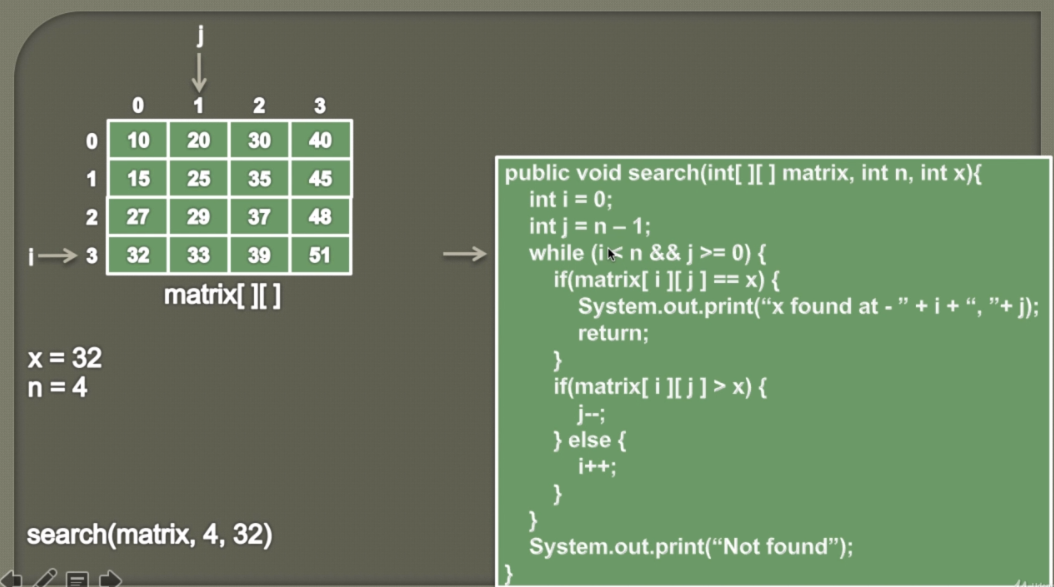 j
0 1 2 3
0 10 20 30 40
1 15 25 35 45
2 27 29 37 48
i 3 32 33 39 51
matrix[ ][ ]
x = 32
n = 4
search(matrix, 4, 32)
public void search(int[ ][ ] matrix, int n, int x){
int i = 0;
int j = n – 1;
while (i < n && j >= 0) {
if(matrix[ i ][ j ] == x) {
System.out.print(“x found at - ” + i + “, ”+ j);
return;
}
if(matrix[ i ][ j ] > x) {
j--;
} else {
i++;
}
}
System.out.print(“Not found”);
}